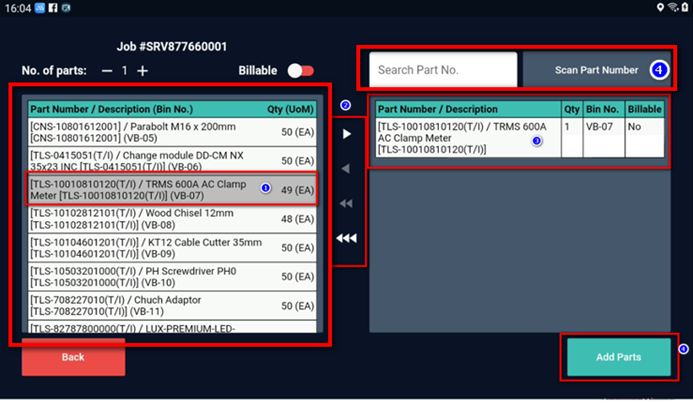 16:04
Job #SRV877660001
No. of parts: — 1 +
Billable
Search Part No.
Scan Part Number
4
2
Part Number / Description (Bin No.) Qty (UoM)
[CNS-10801612001] / Parabolt M16 x 200mm
[CNS-10801612001] (VB-05) 50 (EA)
[TLS-0415051(T/I) / Change module DD-CM NX
35x23 INC [TLS-0415051(T/I)] (VB-06) 50 (EA)
[TLS-10010810120(T/I) / TRMS 600A AC Clamp
Meter [TLS-10010810120(T/I)] (VB-07) 1 49 (EA)
[TLS-10102812101(T/I) / Wood Chisel 12mm
[TLS-10102812101(T/I)] (VB-08) 48 (EA)
[TLS-10104601201(T/I)] / KT12 Cable Cutter 35mm
[TLS-10104601201(T/I)] (VB-09) 50 (EA)
[TLS-10503201000(T/I) / PH Screwdriver PH0
[TLS-10503201000(T/I)] (VB-10) 50 (EA)
[TLS-708227010(T/I) / Chuch Adaptor
[TLS-708227010(T/I)] (VB-11) 50 (EA)
[TLS-82787800000(T/I) / LUX-PREMIUM-LED-
Part Number / Description Qty Bin No. Billable
[TLS-10010810120(T/I) / TRMS 600A 1 VB-07 No
AC Clamp Meter 3
[TLS-10010810120(T/I)]
Back
Add Parts
4